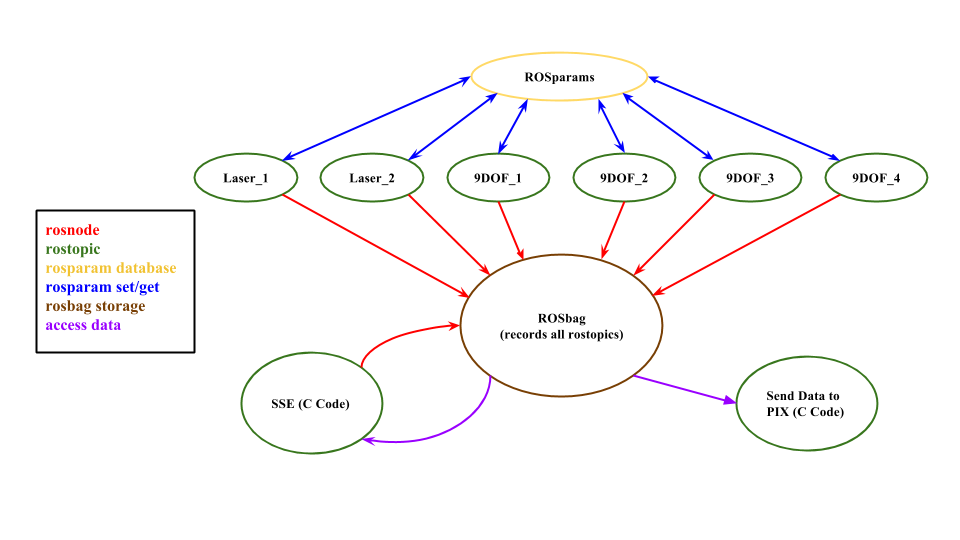 ROSparams
Laser_1
Laser_2
9DOF_1
9DOF_2
9DOF_3
9DOF_4
rosnode
rostopic
rosparam database
rosparam set/get
rosbag storage
access data
ROSbag
(records all rostopics)
SSE (C Code)
Send Data to
PIX (C Code)